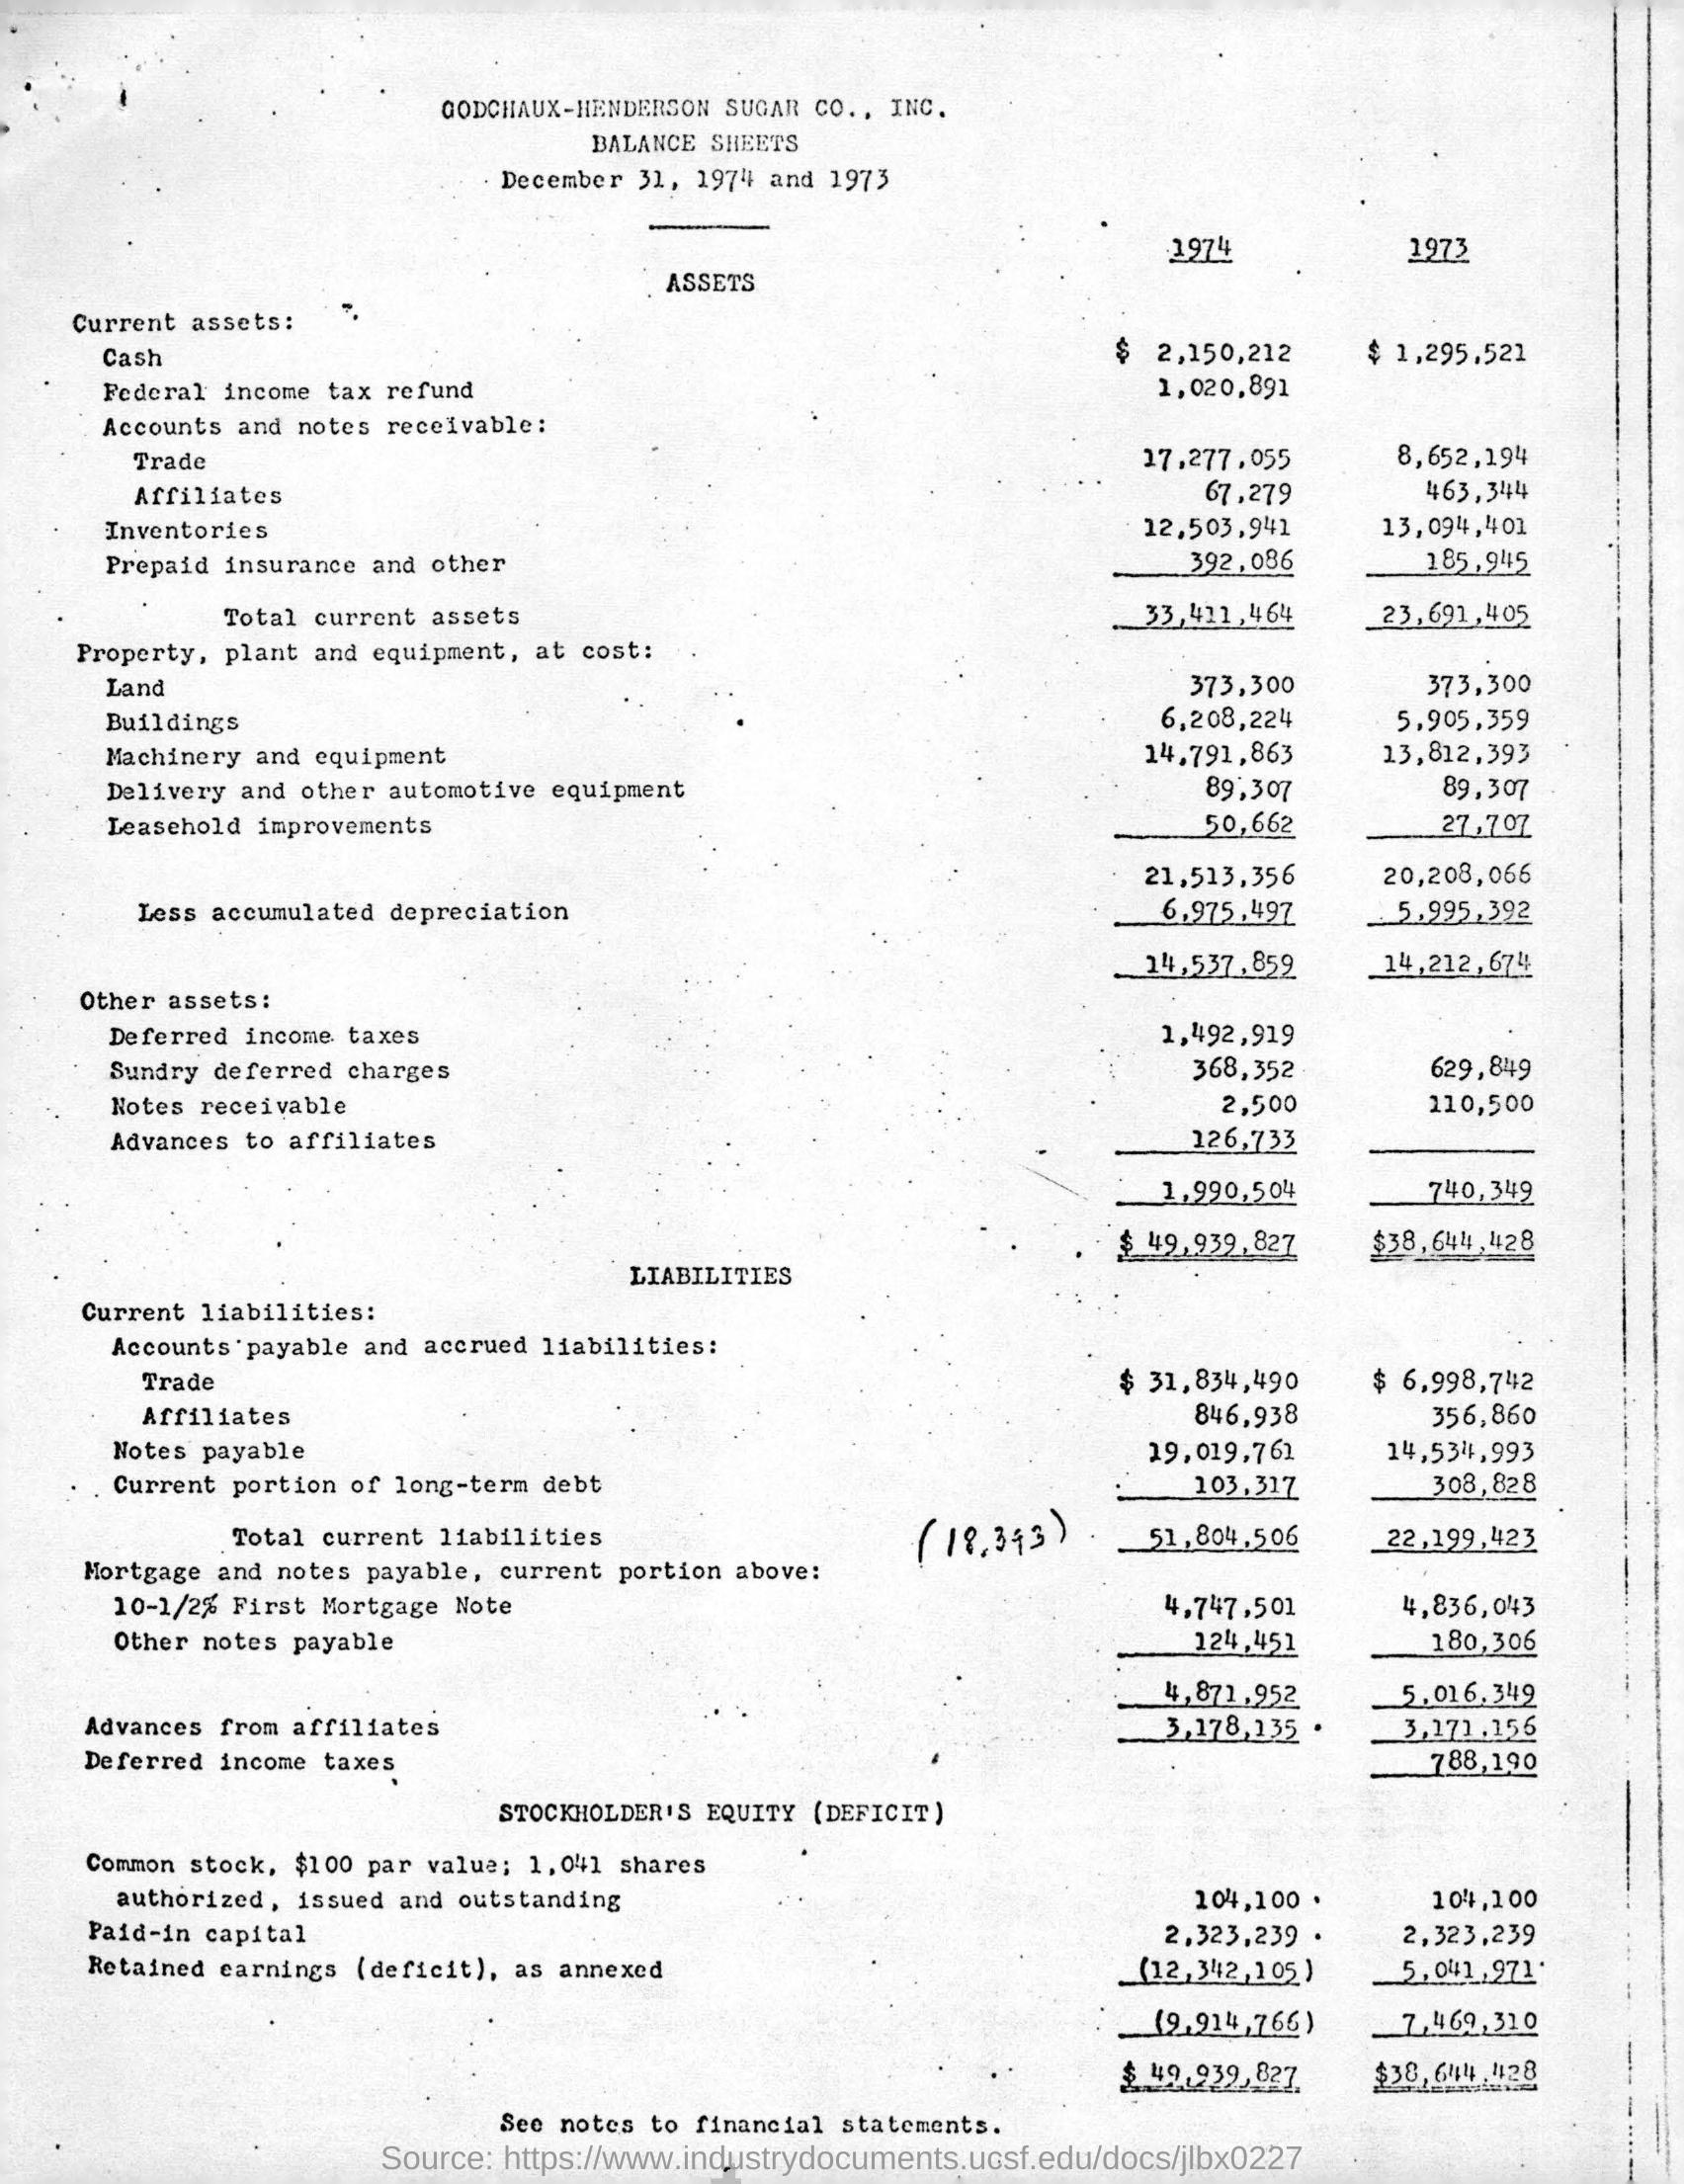 GODCHAUX-HENDERSON SUGAR CO., INC.
BALANCE SHEETS
December 31, 1974 and 1973
1974 1973
ASSETS
Current assets:
Cash $ 2,150,212 $ 1,295,521
Federal income tax refund 1,020,891
Accounts and notes receivable:
Trade 17,277,055 8,652,194
Affiliates 67,279 463,344
Inventories 12,503,941 13,094,401
Prepaid insurance and other 392,086 185,945
Total current assets 33,411,464 23,691,405
Property, plant and equipment, at cost:
Land 373,300 373,300
Buildings 6,208,224 5,905,359
Machinery and equipment 14,791,863 13,812,393
Delivery and other automotive equipment 89,307 89,307
Leasehold improvements 50,662 27,707
21,513,356 20,208,066
Less accumulated depreciation 6,975,497 5,995,392
14,537,859 14,212,674
Other assets:
Deferred income taxes 1,492,919
Sundry deferred charges 368,352 629,849
Notes receivable 2,500 110,500
Advances to affiliates 126,733
1,990,504 740,349
$ 49,939,827 $38,644,428
LIABILITIES
Current liabilities:
Accounts payable and accrued liabilities:
Trade $ 31,834,490 $ 6,998,742
Affiliates 846,938 356,860
Notes payable 19,019,761 14,534,993
Current portion of long-term debt 103,317 308,828
Total current liabilities (18,393) 51,804,506 22,199,423
Mortgage and notes payable, current portion above:
10-1/2% First Mortgage Note 4,747,501 4,836,043
Other notes payable 124,451 180,306
4,871,952 5,016,349
Advances from affiliates 3,178,135 3,171,156
Deferred income taxes 788,190
STOCKHOLDER'S EQUITY (DEFICIT)
Common stock, $100 par value; 1,041 shares
authorized, issued and outstanding 104,100 104,100
Paid-in capital 2,323,239 2,323,239
Retained earnings (deficit), as annexed (12,342,105) 5,041,971
(9,914,766) 7,469,310
$ 49,939,827 $38,644,428
See notes to financial statements.
Source: https://www.industrydocuments.ucsf.edu/docs/jlbx0227